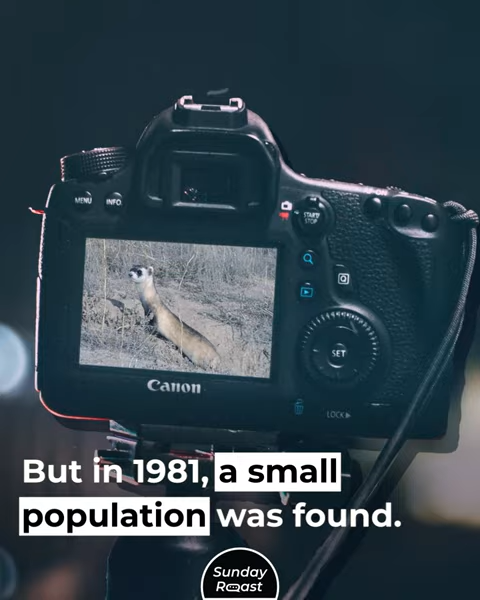 MENU
INFO.
START/
STOP
Q
SET
Canon
LOCK▶
But in 1981, a small
population was found.
Sunday
Roast